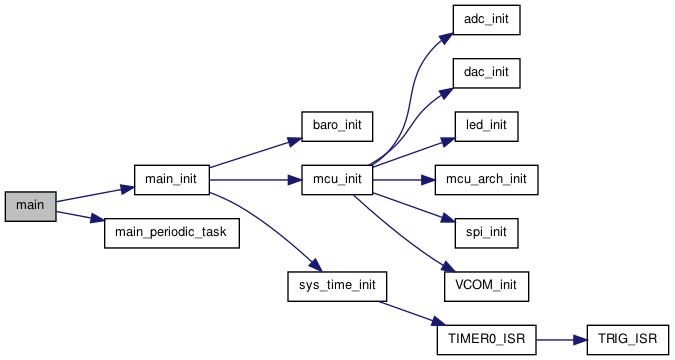 adc_init
dac_init
baro_init
led_init
main_init
mcu_init
mcu_arch_init
main
main_periodic_task
spi_init
sys_time_init
VCOM_init
TIMER0_ISR
TRIG_ISR